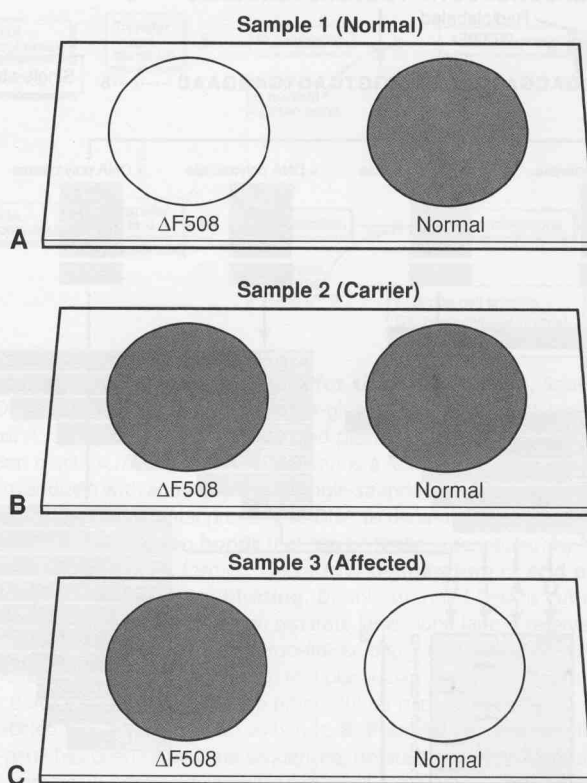 Sample 1 (Normal)
ΔF508 Normal
A
Sample 2 (Carrier)
ΔF508 Normal
B
Sample 3 (Affected)
ΔF508 Normal
C